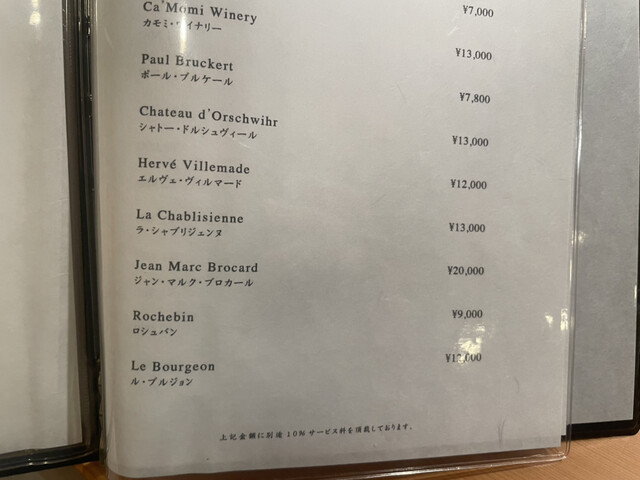 Ca'Momi Winery ¥7,000
カモミ・ワイナリー
Paul Bruckert ¥13,000
ポール・ブルケール
¥7,800
Chateau d'Orschwihr
シャトー・ドルシュヴィール ¥13,000
Hervé Villemade
エルヴェ・ヴィルマード ¥12,000
La Chablisienne
ラ・シャブリジェンヌ ¥13,000
Jean Marc Brocard ¥20,000
ジャン・マルク・ブロカール
Rochebin ¥9,000
ロシュバン
Le Bourgeon
ル・ブルジョン
上記金額に別途10%サービス料を頂戴しております。